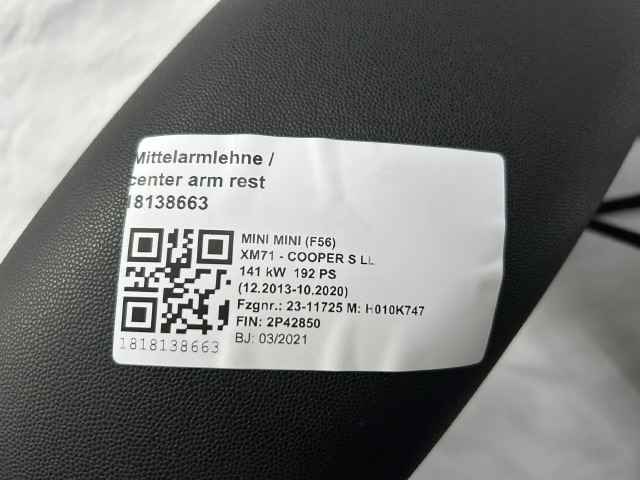 Mittelarmlehne /
center arm rest
18138663
MINI MINI (F56)
XM71 - COOPER S LL
141 kW 192 PS
(12.2013-10.2020)
Fzgnr.: 23-11725 M: H010K747
FIN: 2P42850
BJ: 03/2021
1818138663